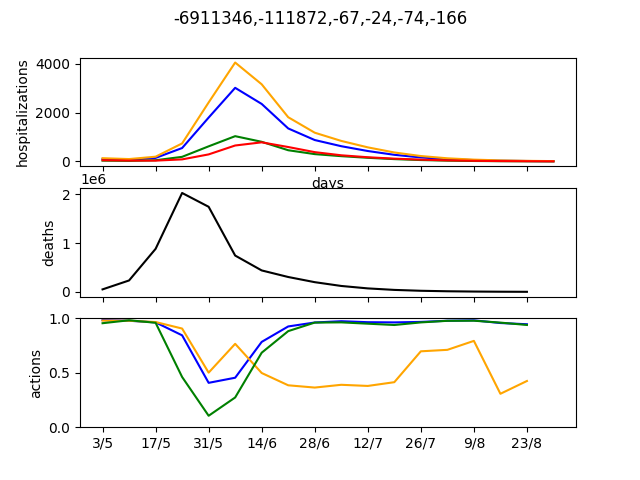 -6911346,-111872,-67,-24,-74,-166
4000
2000
0
hospitalizations
days
1e6
2
1
0
deaths
1.0
0.5
0.0
actions
3/5 17/5 31/5 14/6 28/6 12/7 26/7 9/8 23/8